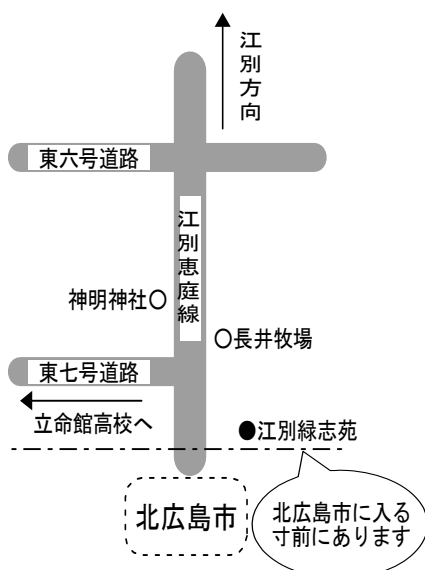 江別方向
東六号道路
江別恵庭線
神明神社
長井牧場
東七号道路
立命館高校へ
江別緑志苑
北広島市
北広島市に入る
寸前にあります